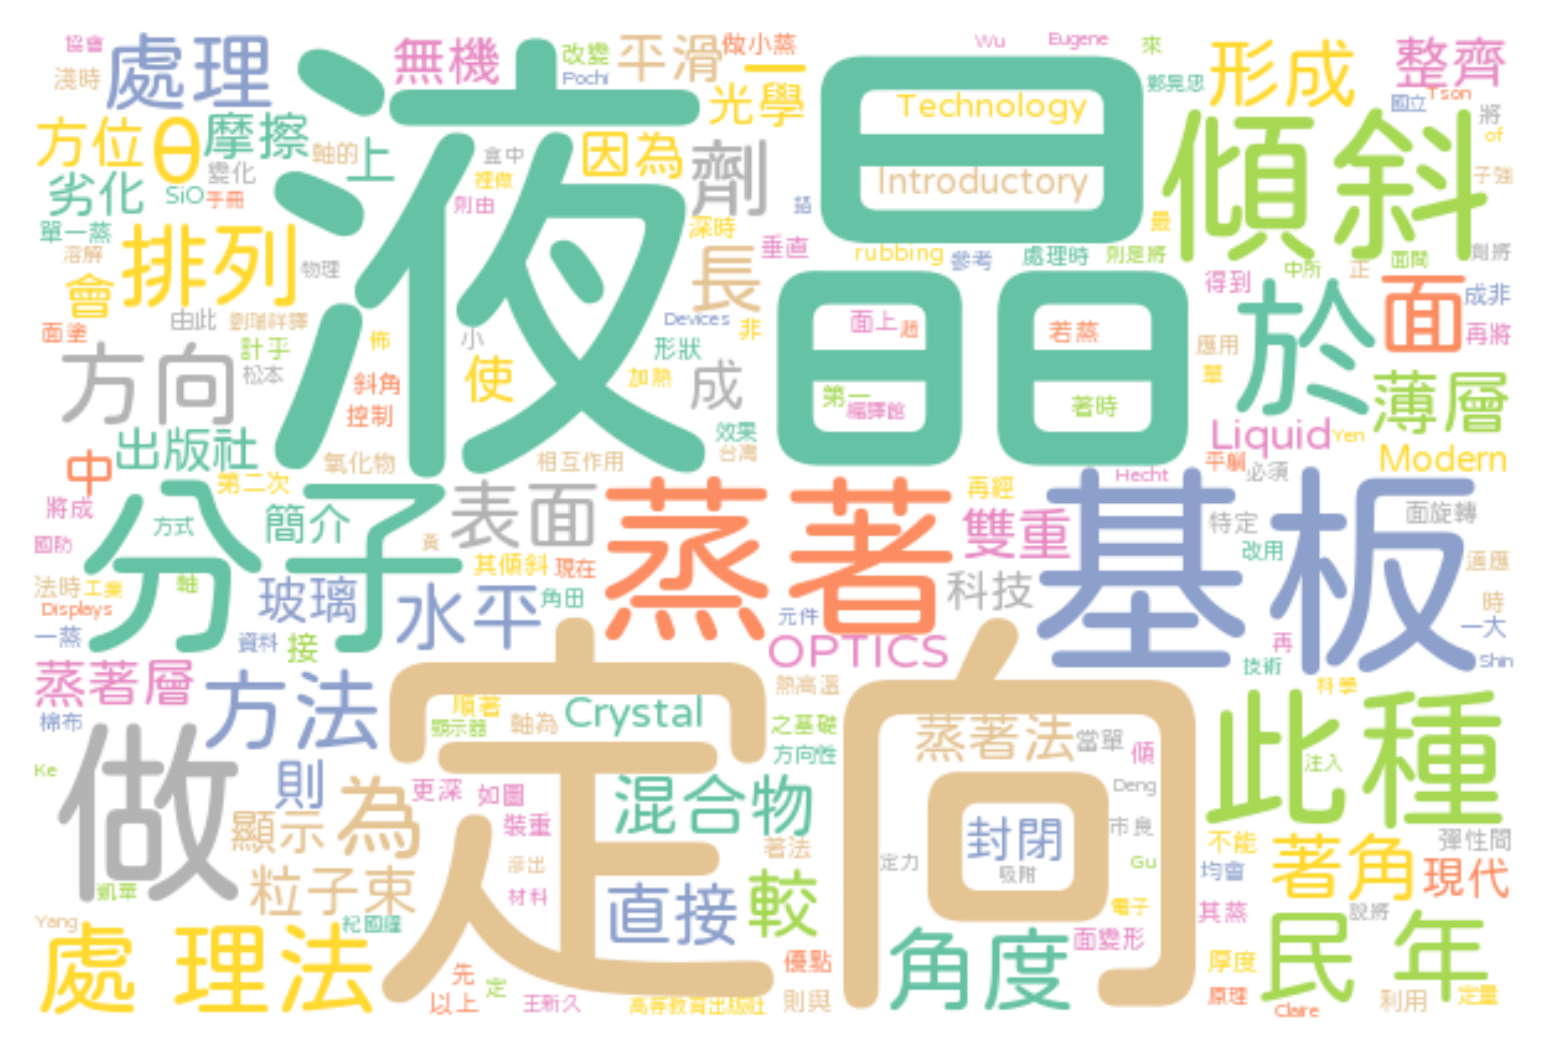 協會
處理
無機
改變
平滑
做小蒸
Wu
Eugene
來
形成
整齊
淺時
Pochi
一
光學
Technology
鄭晃忠
國立
Tson
將
of
方位
θ
摩擦
軸的
上
盒中
因為
劑
液晶
傾斜
劣化
SiO
手冊
變化
裡做
則由
Introductory
子強
單一蒸
溶解
排列
物理
深時
垂直
rubbing
參考
處理時
則是將
最
中所
正
面間
劑將
會
長
得到
於
面
成非
面塗
由此
劉瑞祥譯
佈
小
Devices
非
面上
趙
若蒸
應用
再將
方向
計乎
松本
斜角
使
形狀
加熱
成
第一
著時
單
薄層
控制
出版社
氧化物
相互作用
效果
台灣
Liquid
Yen
Modern
平躺
必須
中
第二次
Hecht
將成
分子
方式
簡介
表面
蒸著
再經
雙重
基板
特定
面旋轉
國防
黃
其傾斜
現在
改用
適應
法時
工業
軸
玻璃
水平
角田
科技
時
Displays
元件
一蒸
資料
接
OPTICS
再
一大
技術
Shin
蒸著層
方法
定向
熱高溫
科學
棉布
順著
顯示器
軸為
Crystal
之基礎
方向性
蒸著法
當單
傾
此種
注入
Ke
做
則
為
更深
如圖
混合物
Deng
顯示
裝重
著法
封閉
市良
不能
彈性問
粒子束
滲出
定力
吸附
Gu
均會
著角
現代
凱華
材料
直接
較
電子
其蒸
說將
Yang
紀國鐘
面變形
處 理法
先
以上
定
王新久
優點
角度
厚度
民
年
原理
高等教育出版社
則與
Claire
利用
定量